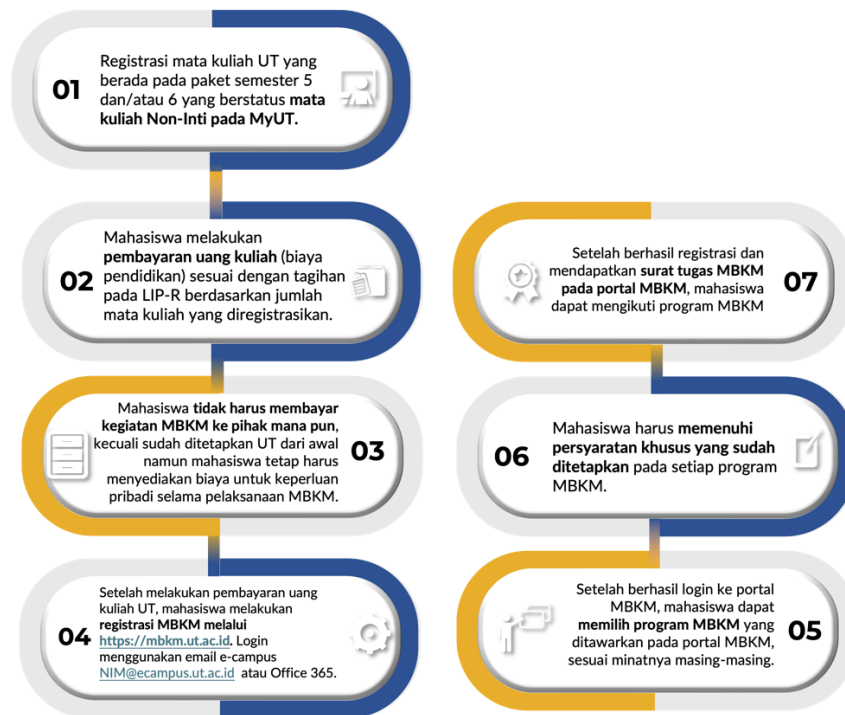 01
Registrasi mata kuliah UT yang
berada pada paket semester 5
dan/atau 6 yang berstatus mata
kuliah Non-Inti pada MyUT.
02
Mahasiswa melakukan
pembayaran uang kuliah (biaya
pendidikan) sesuai dengan tagihan
pada LIP-R berdasarkan jumlah
mata kuliah yang diregistrasikan.
03
Mahasiswa tidak harus membayar
kegiatan MBKM ke pihak mana pun,
kecuali sudah ditetapkan UT dari awal
namun mahasiswa tetap harus
menyediakan biaya untuk keperluan
pribadi selama pelaksanaan MBKM.
04
Setelah melakukan pembayaran uang
kuliah UT, mahasiswa melakukan
registrasi MBKM melalui
https://mbkm.ut.ac.id. Login
menggunakan email e-campus
NIM@ecampus.ut.ac.id atau Office 365.
05
Setelah berhasil login ke portal
MBKM, mahasiswa dapat
memilih program MBKM yang
ditawarkan pada portal MBKM,
sesuai minatnya masing-masing.
06
Mahasiswa harus memenuhi
persyaratan khusus yang sudah
ditetapkan pada setiap program
MBKM.
07
Setelah berhasil registrasi dan
mendapatkan surat tugas MBKM
pada portal MBKM, mahasiswa
dapat mengikuti program MBKM